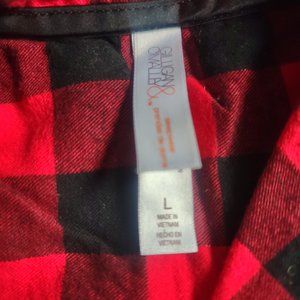 GILLIGAN &
O'MALLEY
L
MADE IN
VIETNAM
HECHO EN
VIETNAM